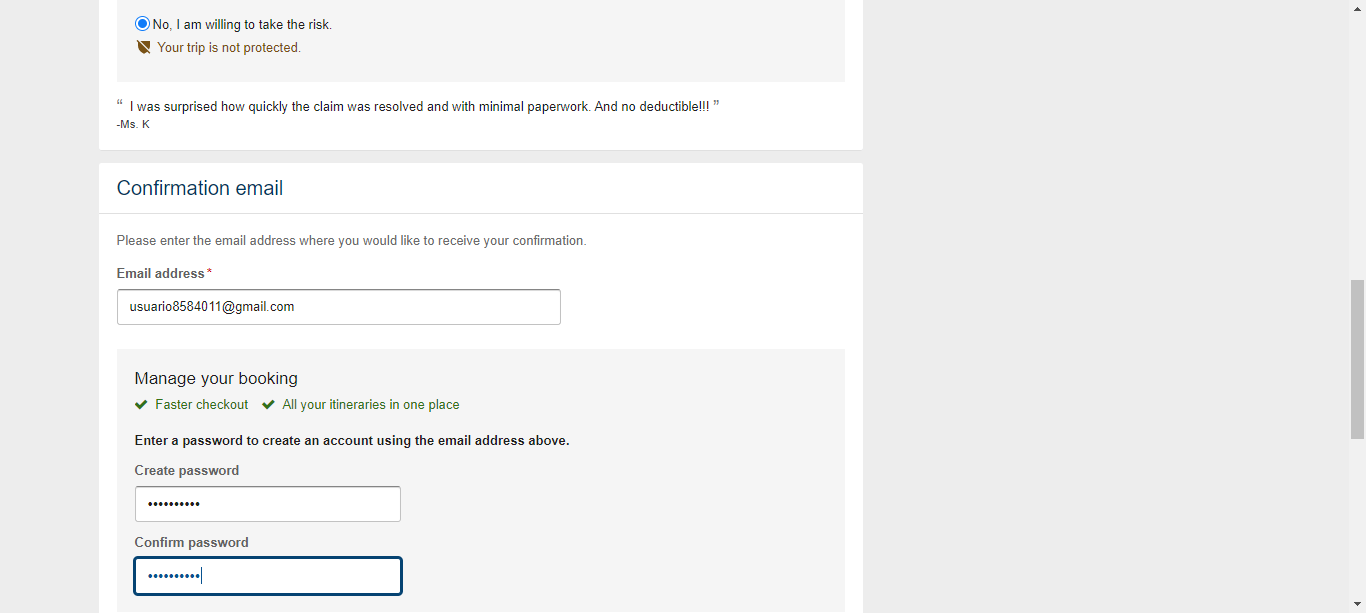 No, I am willing to take the risk.
Your trip is not protected.
“ I was surprised how quickly the claim was resolved and with minimal paperwork. And no deductible!!! ”
-Ms. K
Confirmation email
Please enter the email address where you would like to receive your confirmation.
Email address*
usuario8584011@gmail.com
Manage your booking
Faster checkout All your itineraries in one place
Enter a password to create an account using the email address above.
Create password
••••••••••
Confirm password
••••••••••